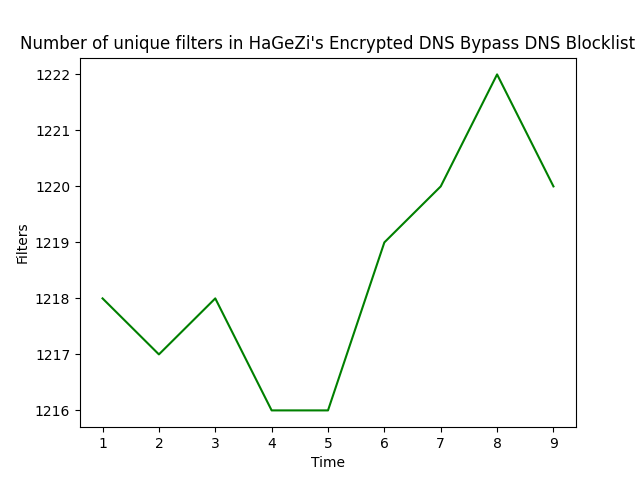 Number of unique filters in HaGeZi's Encrypted DNS Bypass DNS Blocklist
1222
1221
1220
1219
1218
1217
1216
Filters
1 2 3 4 5 6 7 8 9
Time